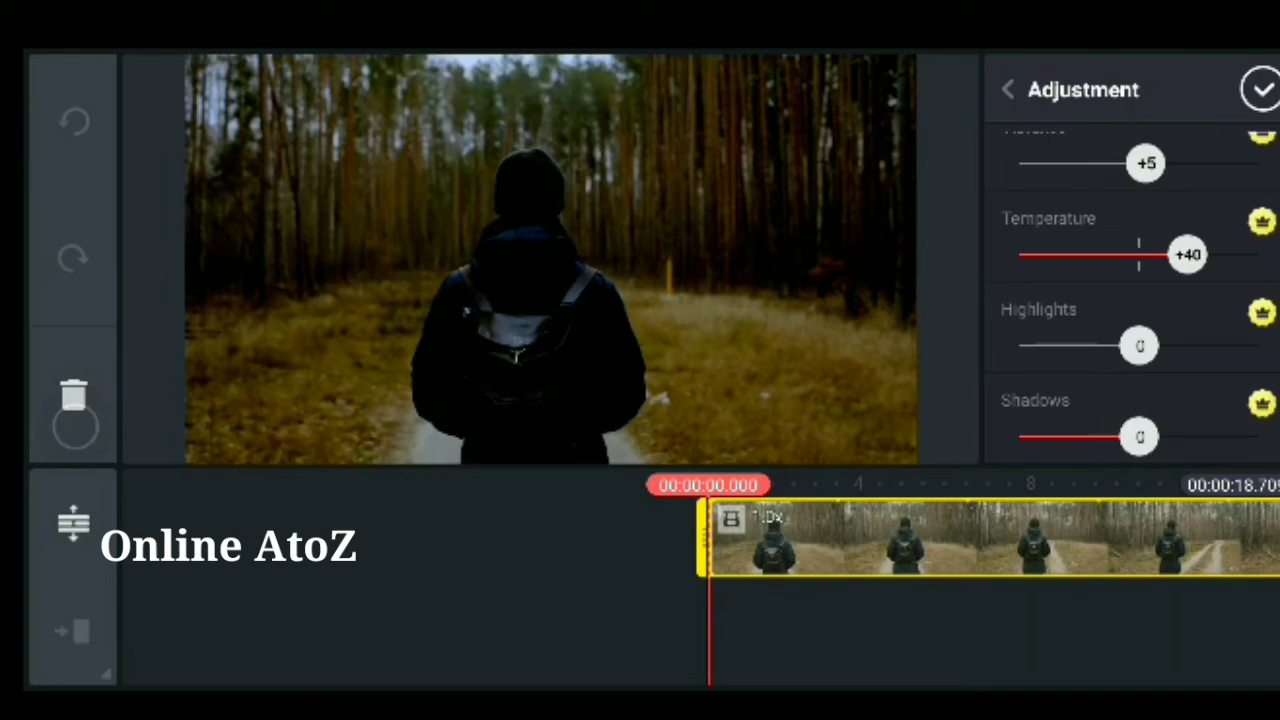 Adjustment
+5
Temperature
+40
Highlights
0
Shadows
0
00:00:00.000
4
8
00:00:18.709
1.0x
Online AtoZ